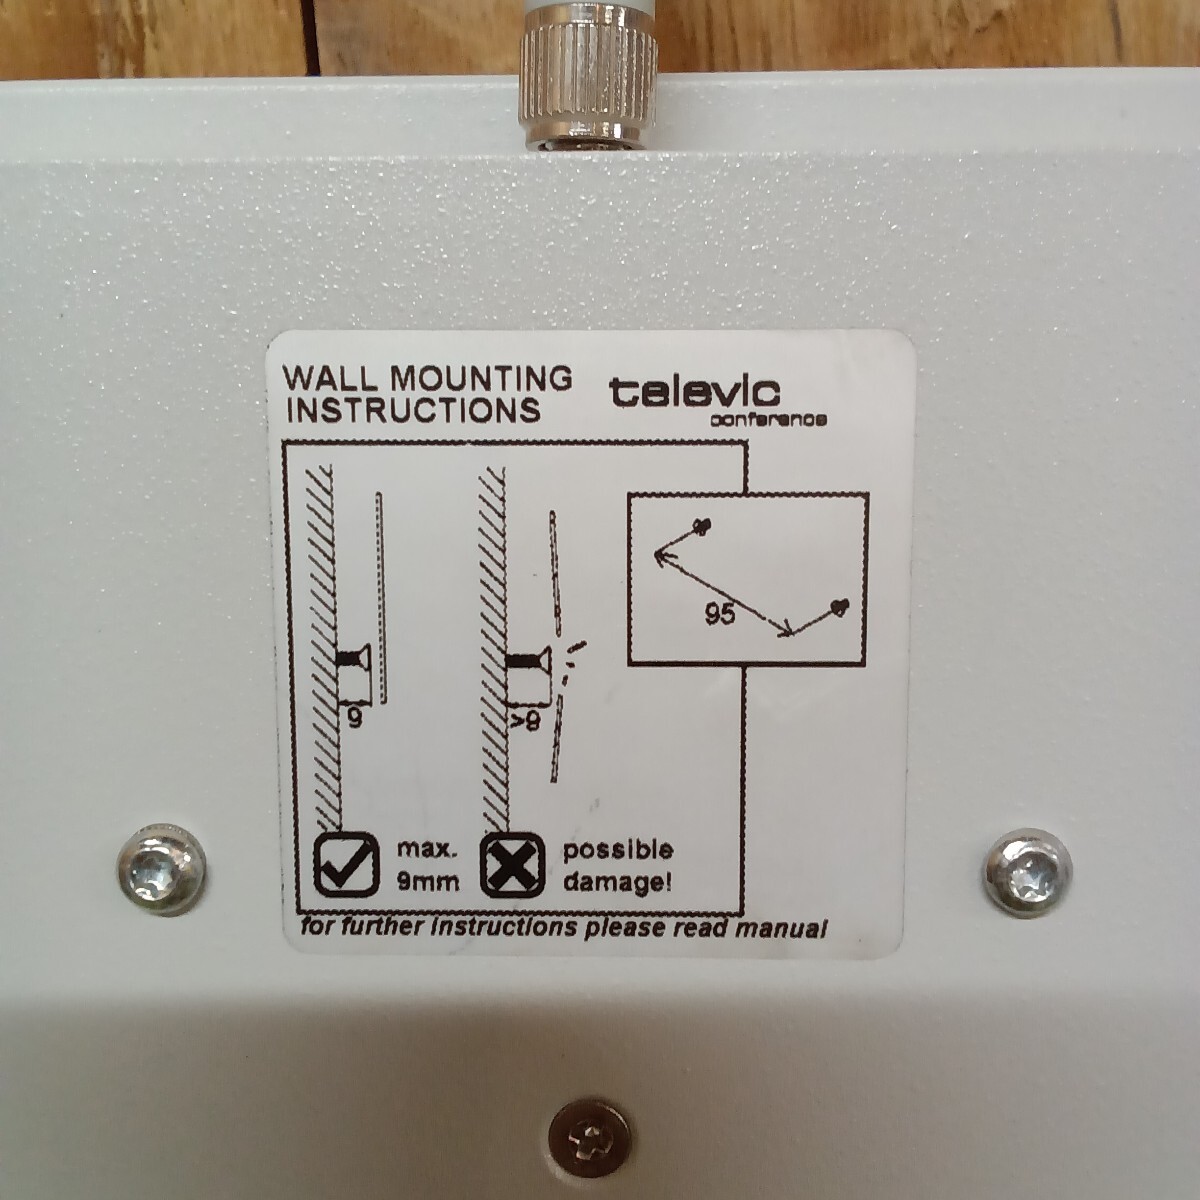 WALL MOUNTING
INSTRUCTIONS
televic
conference
95
9
>9
max.
9mm
possible
damage!
for further instructions please read manual